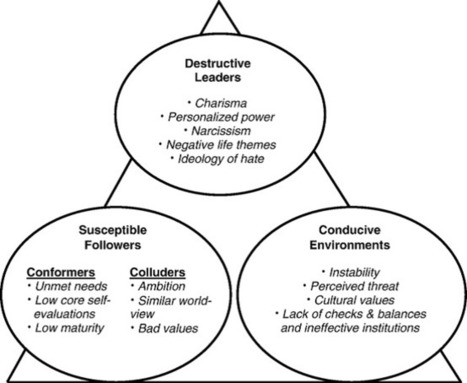 Destructive
Leaders
• Charisma
• Personalized power
• Narcissism
• Negative life themes
• Ideology of hate
Susceptible
Followers
Conformers
• Unmet needs
• Low core self-
evaluations
• Low maturity
Colluders
• Ambition
• Similar world-
view
• Bad values
Conducive
Environments
• Instability
• Perceived threat
• Cultural values
• Lack of checks & balances
and ineffective institutions